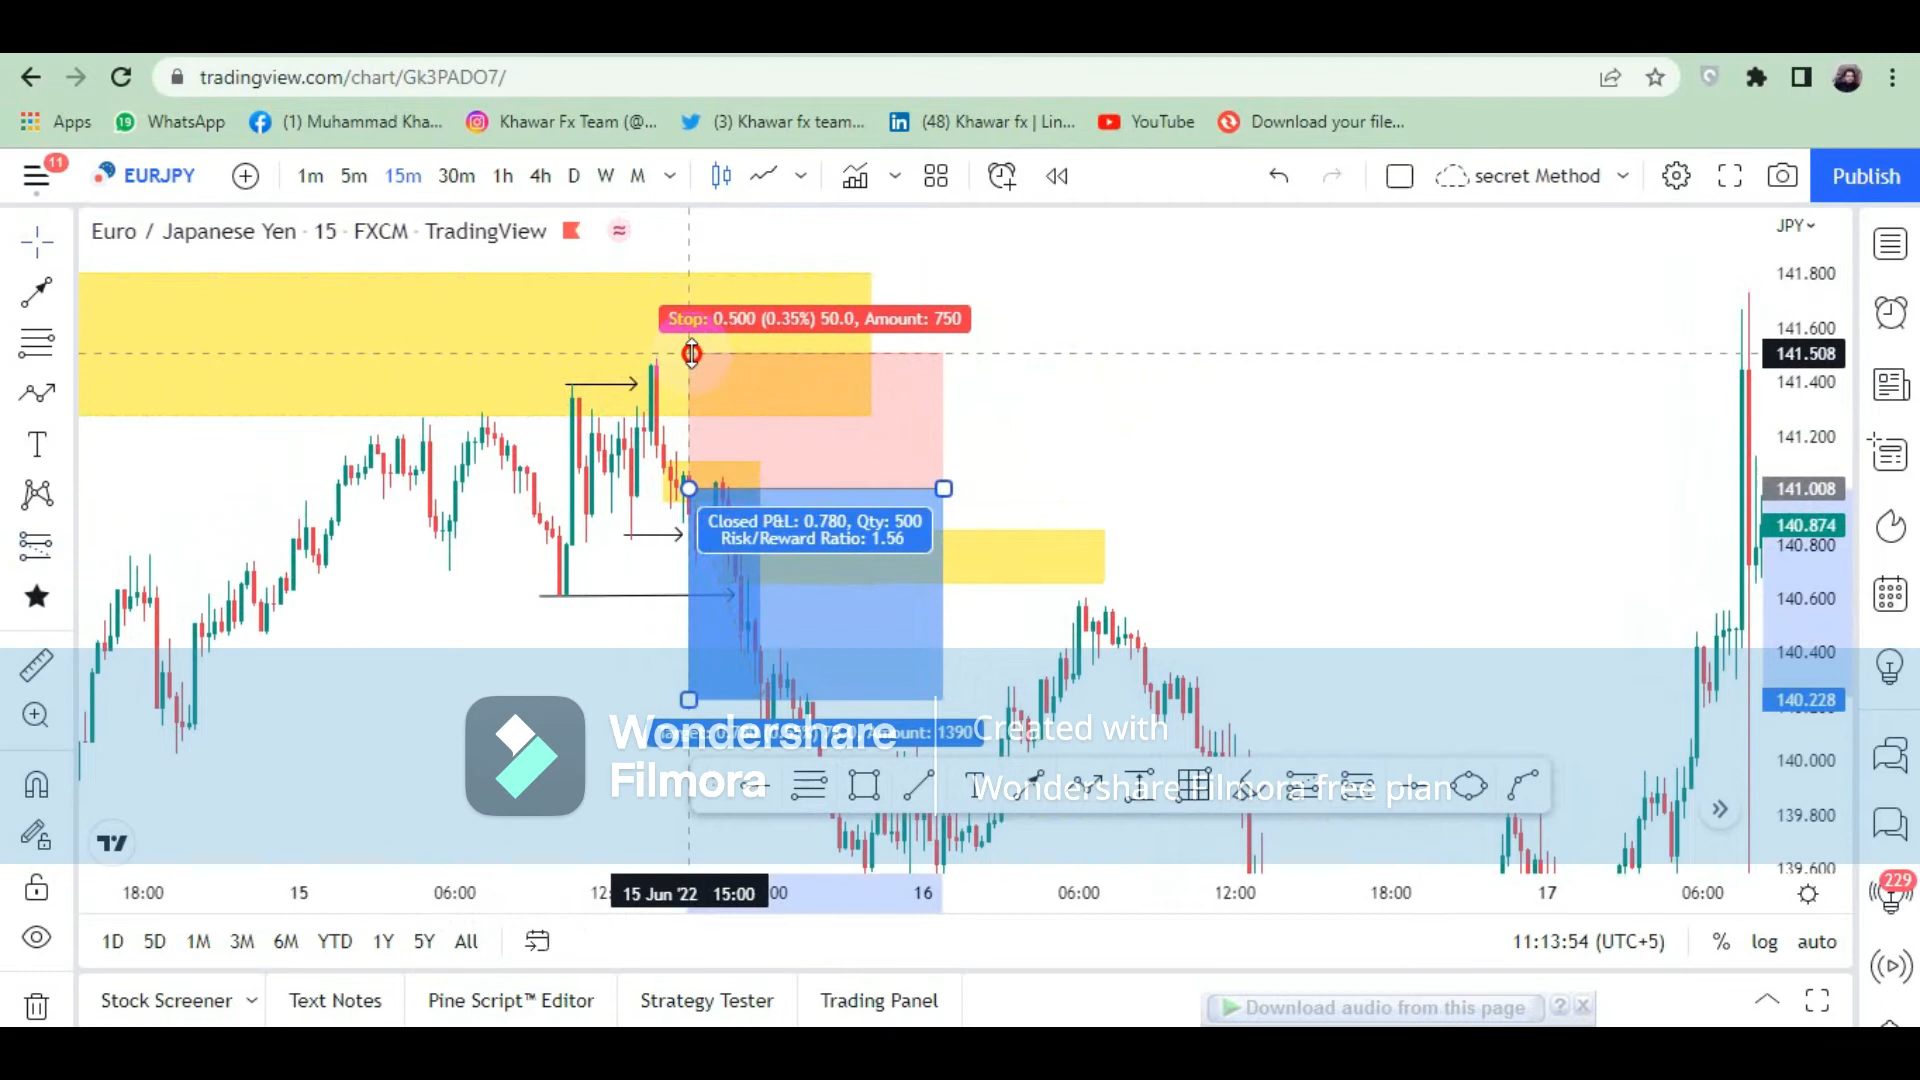 tradingview.com/chart/Gk3PADO7/
Apps
19
WhatsApp
(1) Muhammad Kha...
Khawar Fx Team (@...
(3) Khawar fx team...
in
(48) Khawar fx | Lin...
YouTube
Download your file...
11
EURJPY
1m 5m 15m 30m 1h 4h D W M
secret Method
Publish
Euro / Japanese Yen · 15 · FXCM · TradingView
JPY
141.800
Stop: 0.500 (0.35%) 50.0, Amount: 750
141.600
141.508
141.400
141.200
141.008
Closed P&L: 0.780, Qty: 500
Risk/Reward Ratio: 1.56
140.874
140.800
140.600
140.400
140.228
Wondershare
Filmora
Amount: 1390
Created with
Wondershare Filmora free plan
140.000
139.800
139.600
18:00 15 06:00
15 Jun '22 15:00
16 06:00 12:00 18:00 17 06:00
229
1D 5D 1M 3M 6M YTD 1Y 5Y All
11:13:54 (UTC+5)
% log auto
Stock Screener
Text Notes
Pine Script™ Editor
Strategy Tester
Trading Panel
Download audio from this page
? X